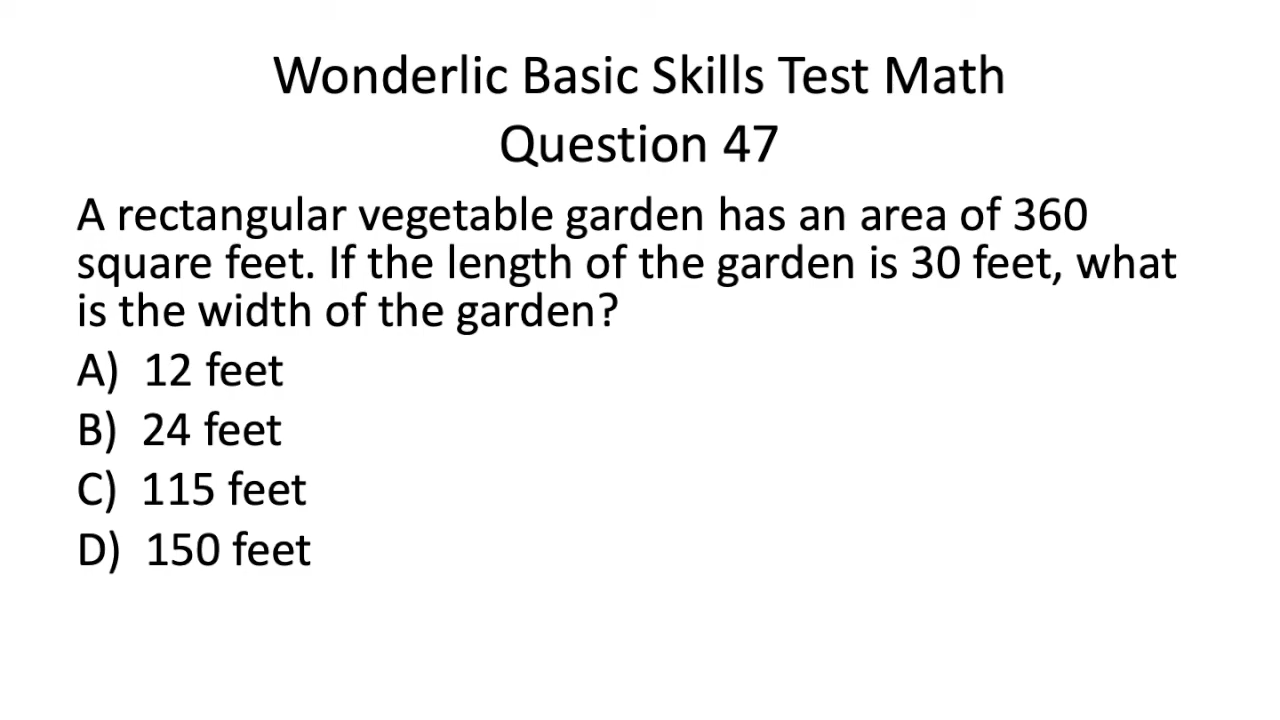 Wonderlic Basic Skills Test Math
Question 47
A rectangular vegetable garden has an area of 360
square feet. If the length of the garden is 30 feet, what
is the width of the garden?
A) 12 feet
B) 24 feet
C) 115 feet
D) 150 feet